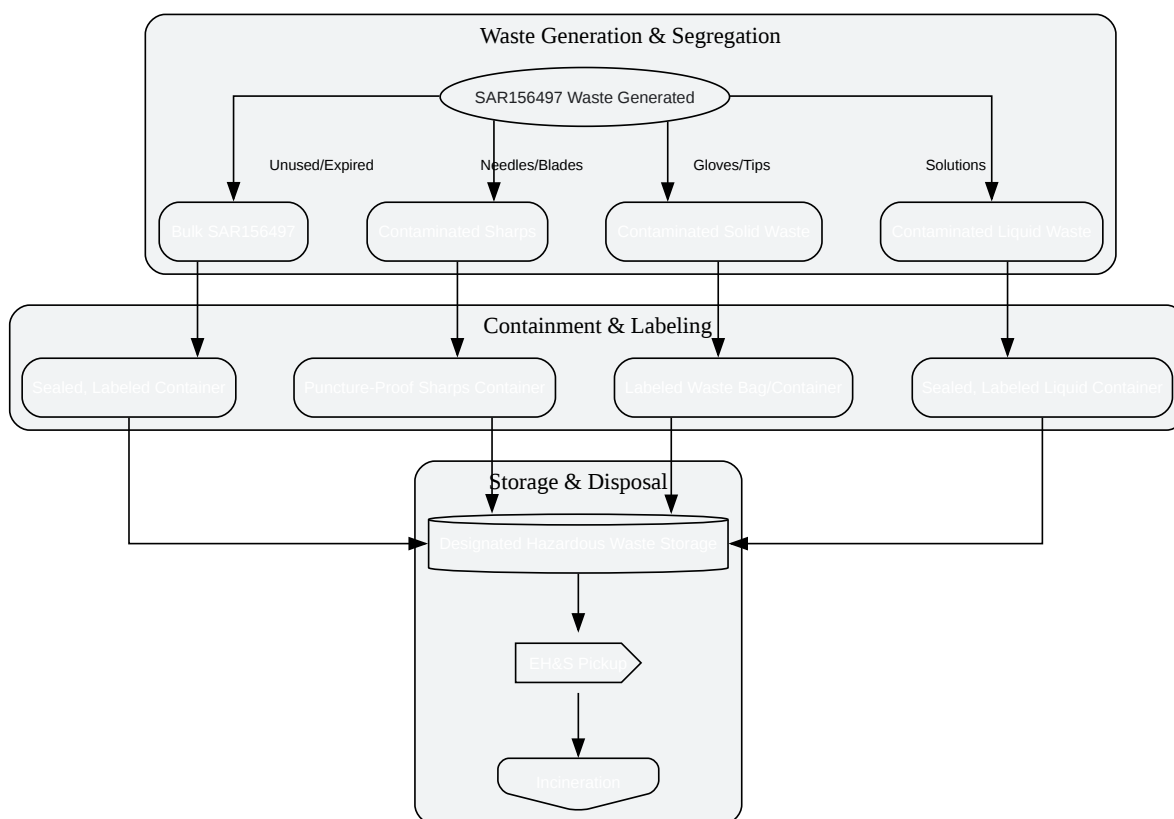 Waste Generation & Segregation
SAR156497 Waste Generated
Unused/Expired
Needles/Blades
Gloves/Tips
Solutions
Bulk SAR156497
Contaminated Sharps
Contaminated Solid Waste
Contaminated Liquid Waste
Containment & Labeling
Sealed, Labeled Container
Puncture-Proof Sharps Container
Labeled Waste Bag/Container
Sealed, Labeled Liquid Container
Storage & Disposal
Designated Hazardous Waste Storage
EH&S Pickup
Incineration